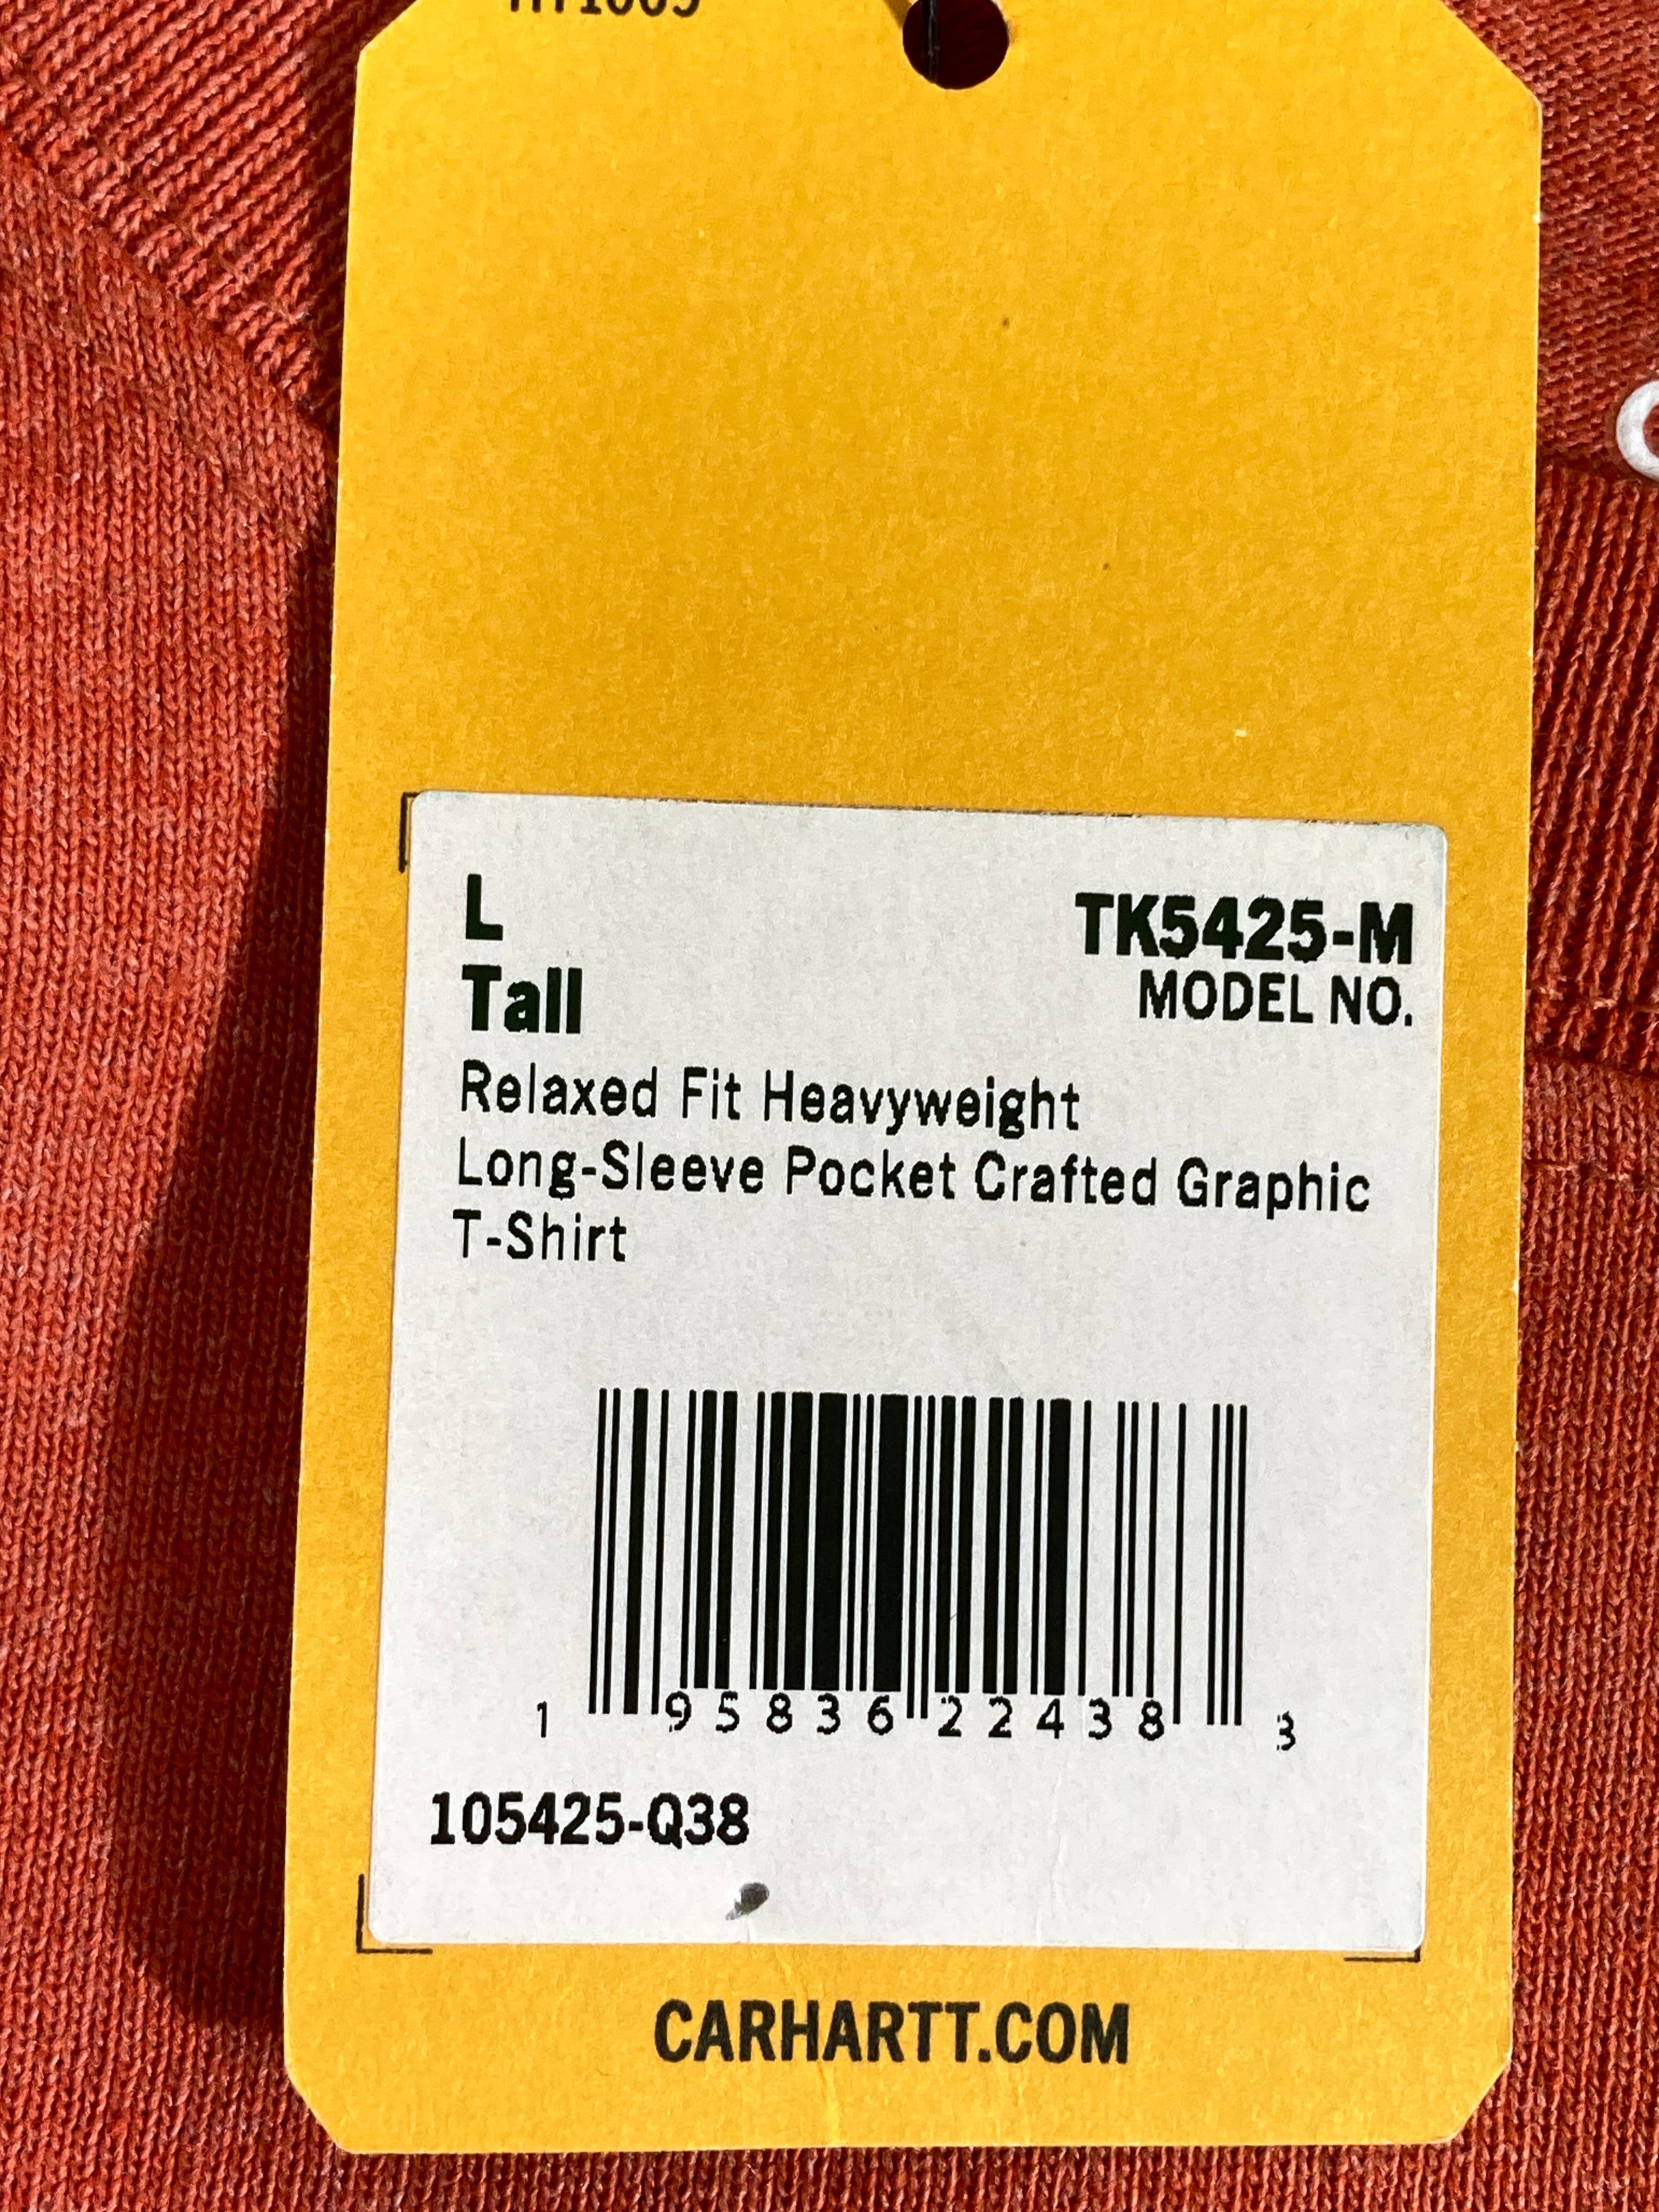 L
Tall
TK5425-M
MODEL NO.
Relaxed Fit Heavyweight
Long-Sleeve Pocket Crafted Graphic
T-Shirt
1 95836 22438 3
105425-Q38
CARHARTT.COM